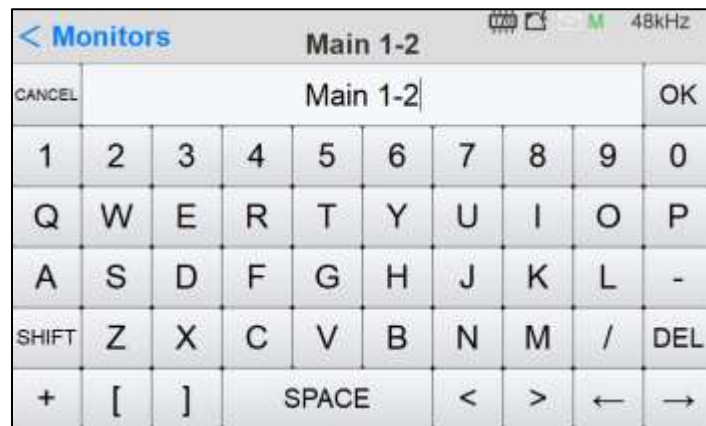 < Monitors Main 1-2 M 48kHz
CANCEL Main 1-2 OK
1 2 3 4 5 6 7 8 9 0
Q W E R T Y U I O P
A S D F G H J K L -
SHIFT Z X C V B N M / DEL
+ [ ] SPACE < > ← →